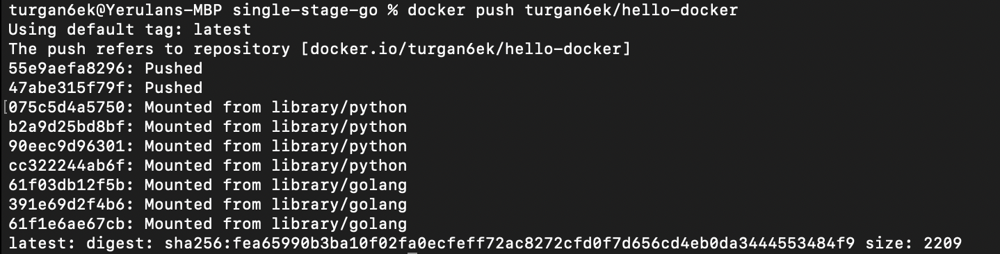 turgan6ek@Yerulans-MBP single-stage-go % docker push turgan6ek/hello-docker
Using default tag: latest
The push refers to repository [docker.io/turgan6ek/hello-docker]
55e9aefa8296: Pushed
47abe315f79f: Pushed
[075c5d4a5750: Mounted from library/python
b2a9d25bd8bf: Mounted from library/python
90eec9d96301: Mounted from library/python
cc322244ab6f: Mounted from library/python
61f03db12f5b: Mounted from library/golang
391e69d2f4b6: Mounted from library/golang
61f1e6ae67cb: Mounted from library/golang
latest: digest: sha256:fea65990b3ba10f02fa0ecfeff72ac8272cfd0f7d656cd4eb0da3444553484f9 size: 2209